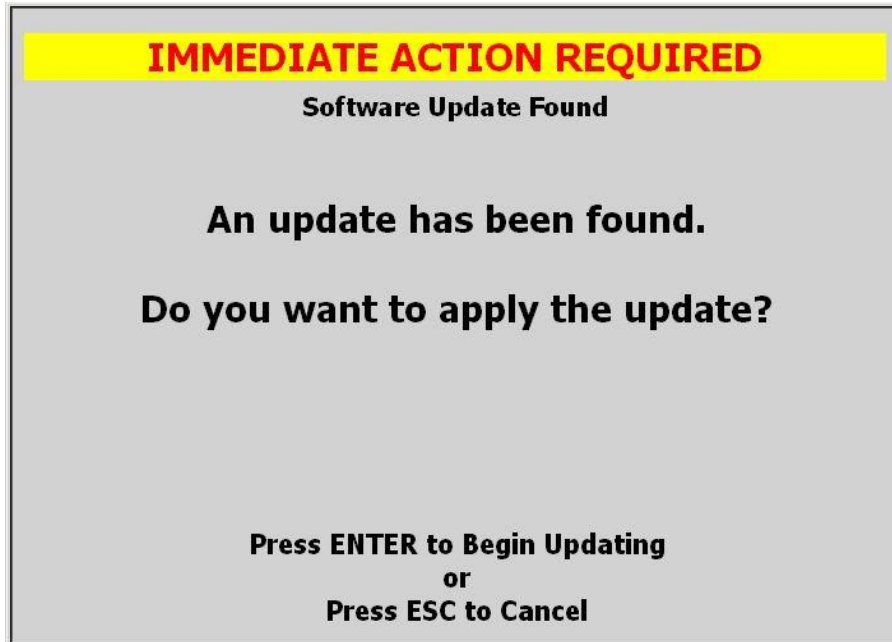 IMMEDIATE ACTION REQUIRED
Software Update Found
An update has been found.
Do you want to apply the update?
Press ENTER to Begin Updating
or
Press ESC to Cancel